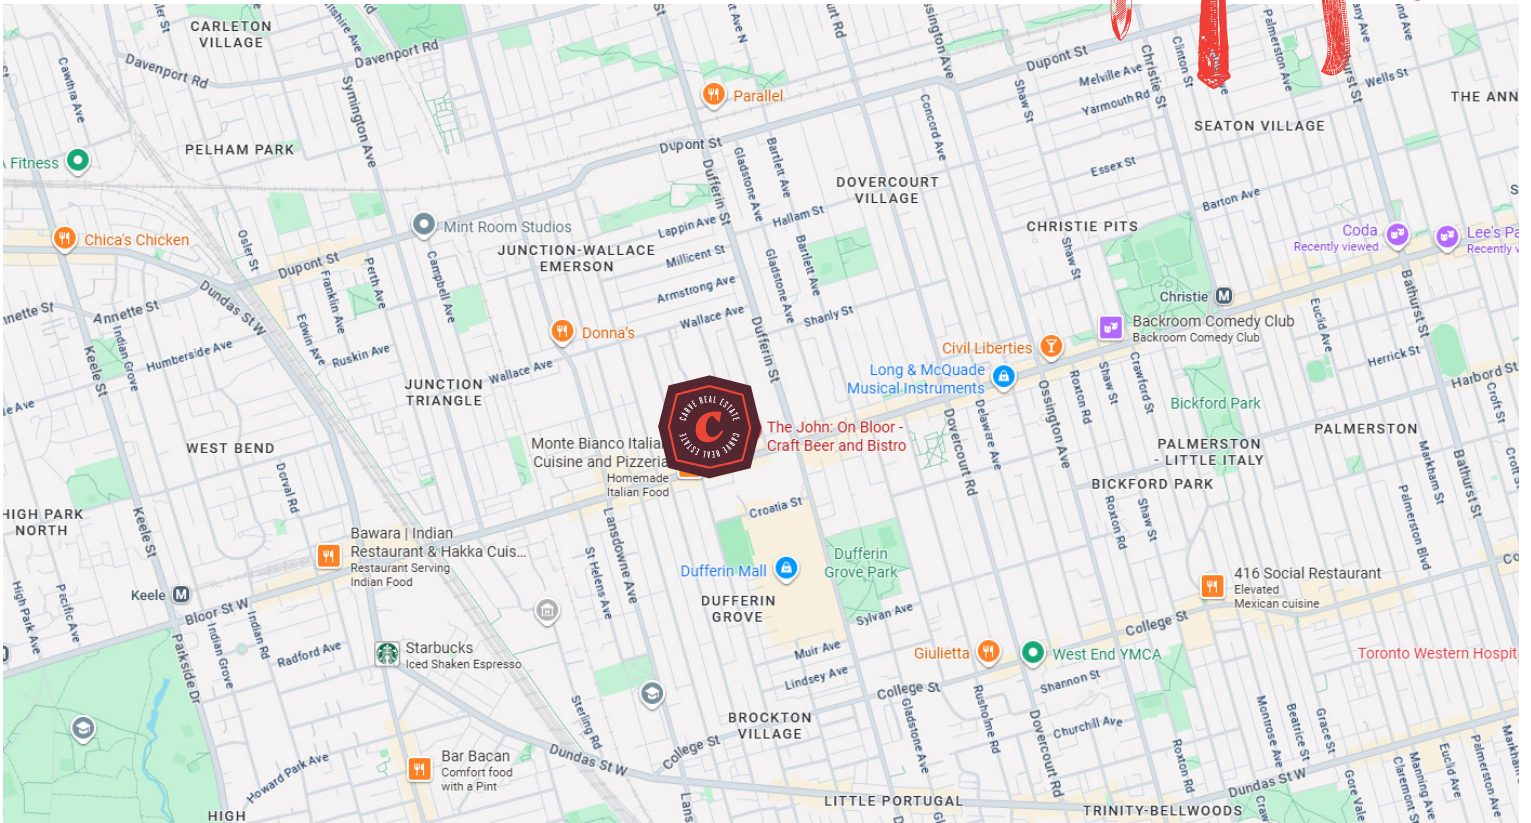 CARLETON
VILLAGE
Davenport Rd
Davenport Rd
Cawthra Ave
Symington Ave
Parallel
Dupont St
Melville Ave
Yarmouth Rd
Christie St
Clinton St
Palmerston Ave
Wells St
SEATON VILLAGE
Shaw St
Concord Ave
Essex St
Barton Ave
PELHAM PARK
Fitness
Dupont St
Dufferin St
Gladstone Ave
Bartlett Ave
DOVERCOURT
VILLAGE
CHRISTIE PITS
Hallam St
Lappin Ave
Mint Room Studios
Chica's Chicken
Osler St
JUNCTION-WALLACE
EMERSON
Millicent St
Bartlett Ave
Gladstone Ave
Shaw St
Coda
Recently viewed
Dupont St
Perth Ave
Franklin Ave
Campbell Ave
Armstrong Ave
Wallace Ave
Shanly St
Christie
Backroom Comedy Club
Backroom Comedy Club
Euclid Ave
Bathurst St
Annette St
Dundas St W
Edwin Ave
Ruskin Ave
Humberside Ave
Indian Grove
Keele St
Donna's
Wallace Ave
Dufferin St
Civil Liberties
Long & McQuade
Musical Instruments
Herrick St
Harbord St
Croft St
JUNCTION
TRIANGLE
CARVE REAL ESTATE
C
CARVE REAL ESTATE
Roxton Rd
Shaw St
Crawford St
Bickford Park
Ossington Ave
Delaware Ave
Dovercourt Rd
The John: On Bloor -
Craft Beer and Bistro
PALMERSTON
PALMERSTON
- LITTLE ITALY
WEST BEND
BICKFORD PARK
Markham St
Bathurst St
Dorval Rd
Homemade
Italian Food
Croatia St
Roxton Rd
Shaw St
Palmerston Blvd
HIGH PARK
NORTH
Keele St
Bawara | Indian
Restaurant & Hakka Cuis...
Restaurant Serving
Indian Food
Lansdowne Ave
St Helens Ave
Dufferin Mall
Dufferin
Grove Park
416 Social Restaurant
Elevated
Mexican cuisine
Keele
Bloor St W
High Park Ave
Pacific Ave
Indian Grove
Indian Rd
Radford Ave
Parkside Dr
DUFFERIN
GROVE
Sylvan Ave
College St
Starbucks
Iced Shaken Espresso
Muir Ave
Lindsey Ave
Giulietta
West End YMCA
Shannon St
Toronto Western
College St
Sterling Rd
BROCKTON
VILLAGE
Gladstone Ave
Rusholme Rd
Dovercourt Rd
Churchill Ave
Roxton Rd
Montrose Ave
Beatrice St
Grace St
Howard Park Ave
Bar Bacan
Comfort food
with a Pint
Dundas St W
College St
Dundas St W
Gore Vale
Claremont St
Manning Ave
Euclid Ave
Palmerston Ave
HIGH
LITTLE PORTUGAL
TRINITY-BELLWOODS